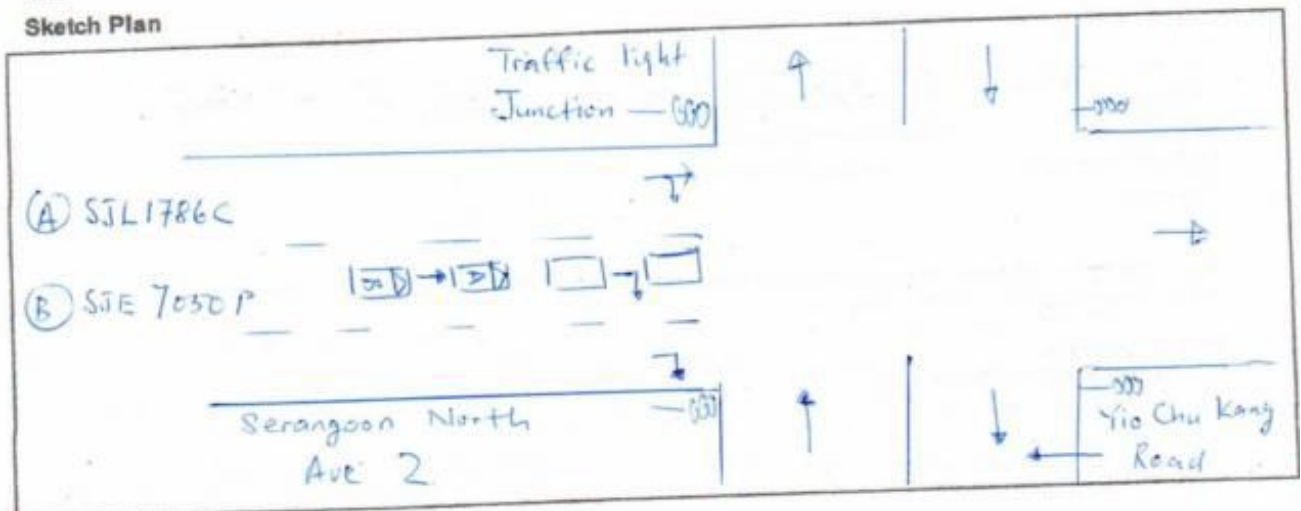 Sketch Plan
Traffic light
Junction
A SJL1786C
B SJE 7050P
Serangoon North
Ave 2
Yio Chu Kang
Road